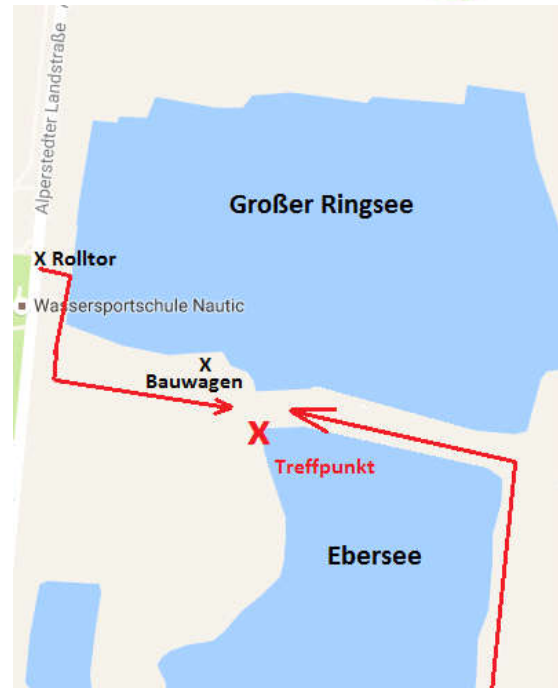 Alperstedter Landstraße
Großer Ringsee
X Rolltor
Wassersportschule Nautic
X
Bauwagen
X
Treffpunkt
Ebersee